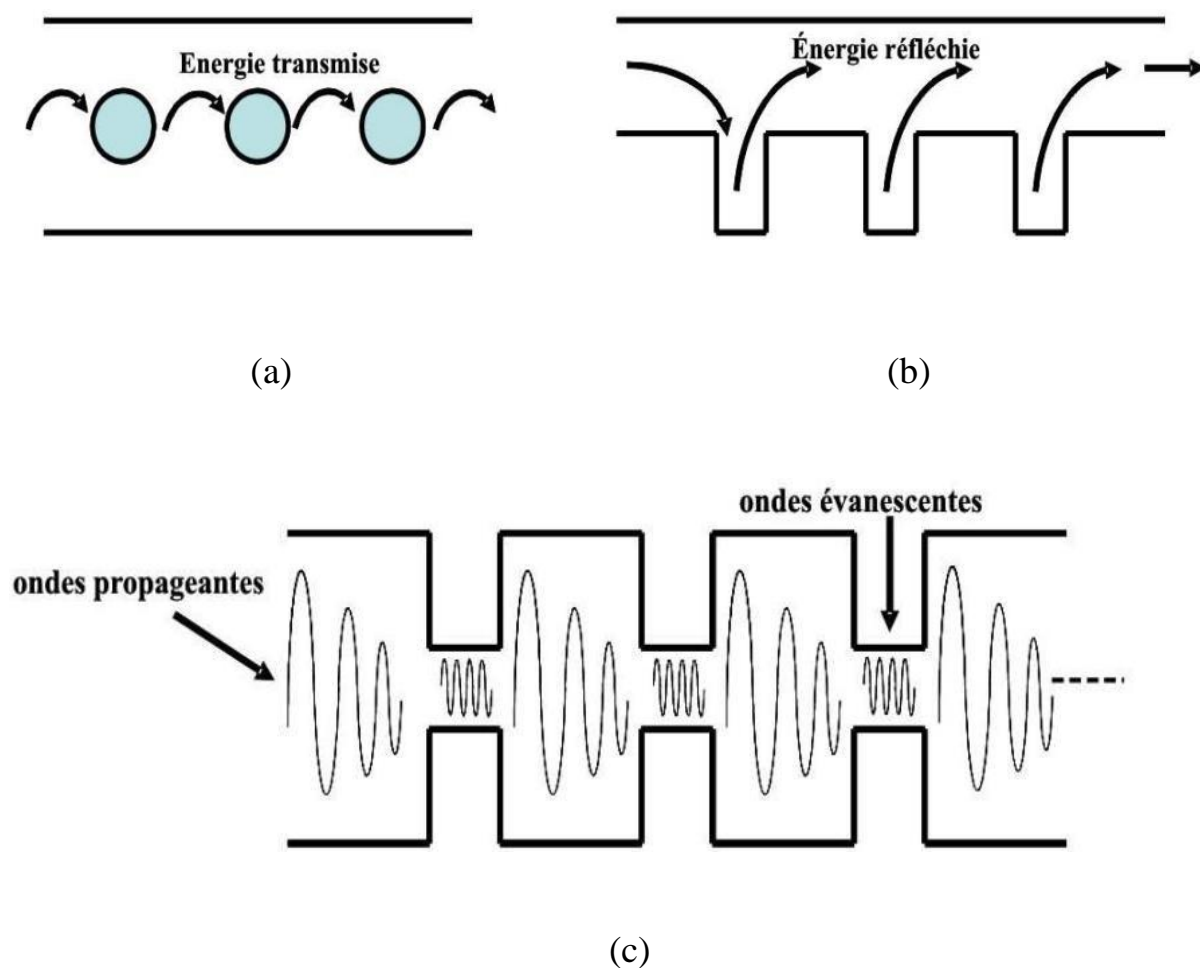 Energie transmise
Énergie réfléchie
(a)
(b)
ondes évanescentes
ondes propageantes
(c)